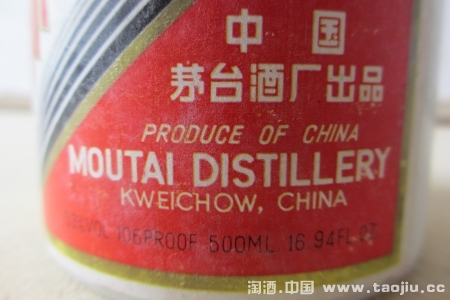 中国
茅台酒厂出品
PRODUCE OF CHINA
MOUTAI DISTILLERY
KWEICHOW, CHINA
106PROOF 500ML 16.94FL.OZ
淘酒.中国 www.taojiu.cc